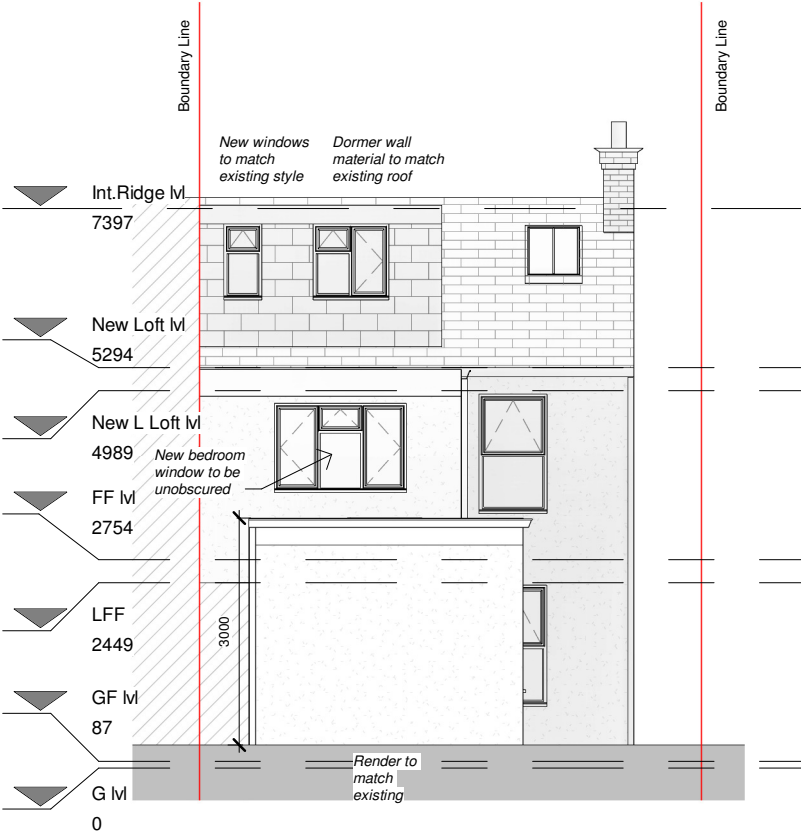 Boundary Line
Boundary Line
New windows
to match
existing style
Dormer wall
material to match
existing roof
Int.Ridge lvl
7397
New Loft lvl
5294
New L Loft lvl
4989
New bedroom
window to be
unobscured
FF lvl
2754
LFF
2449
3000
GF lvl
87
Render to
match
existing
G lvl
0